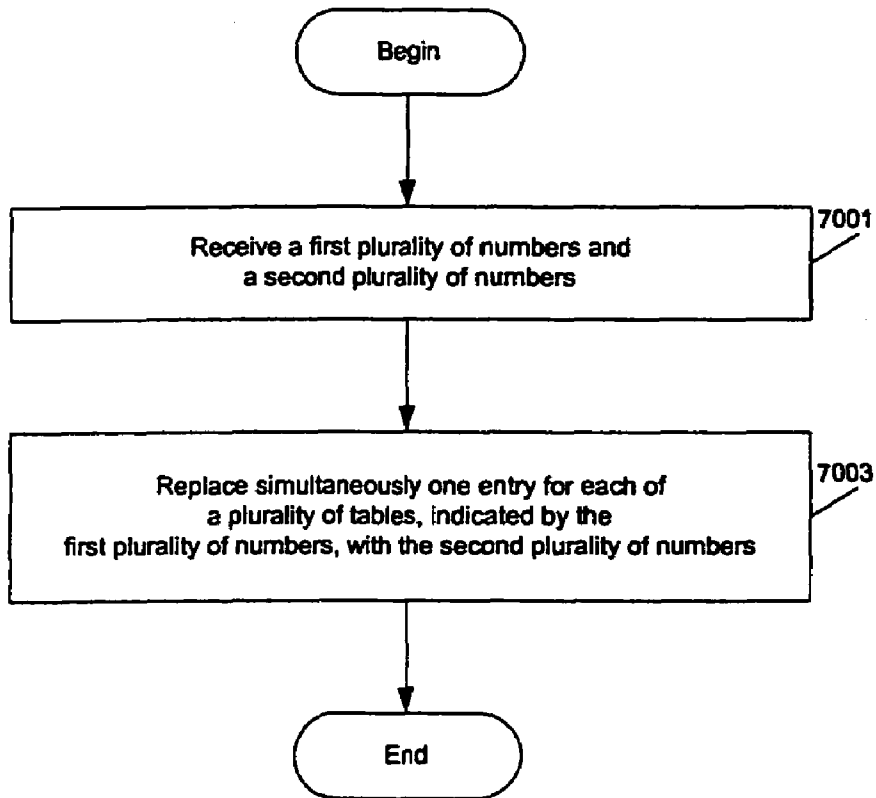 Begin
7001
Receive a first plurality of numbers and
a second plurality of numbers
7003
Replace simultaneously one entry for each of
a plurality of tables, indicated by the
first plurality of numbers, with the second plurality of numbers
End